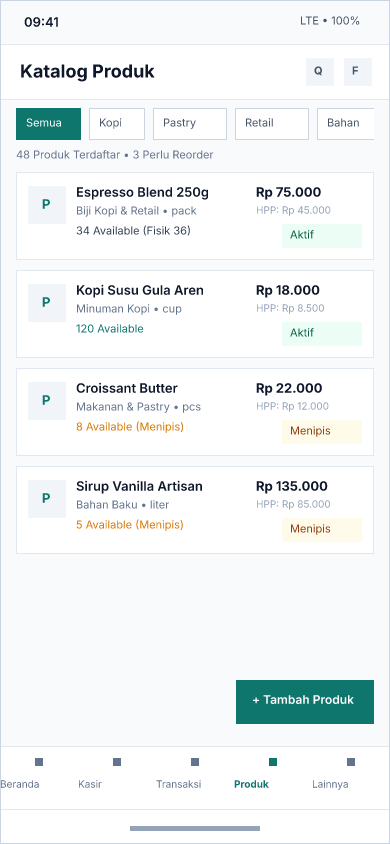 09:41
LTE • 100%
Katalog Produk
Q
F
Semua
Kopi
Pastry
Retail
Bahan
48 Produk Terdaftar • 3 Perlu Reorder
P
Espresso Blend 250g
Biji Kopi & Retail • pack
34 Available (Fisik 36)
Rp 75.000
HPP: Rp 45.000
Aktif
P
Kopi Susu Gula Aren
Minuman Kopi • cup
120 Available
Rp 18.000
HPP: Rp 8.500
Aktif
P
Croissant Butter
Makanan & Pastry • pcs
8 Available (Menipis)
Rp 22.000
HPP: Rp 12.000
Menipis
P
Sirup Vanilla Artisan
Bahan Baku • liter
5 Available (Menipis)
Rp 135.000
HPP: Rp 85.000
Menipis
+ Tambah Produk
Beranda
Kasir
Transaksi
Produk
Lainnya